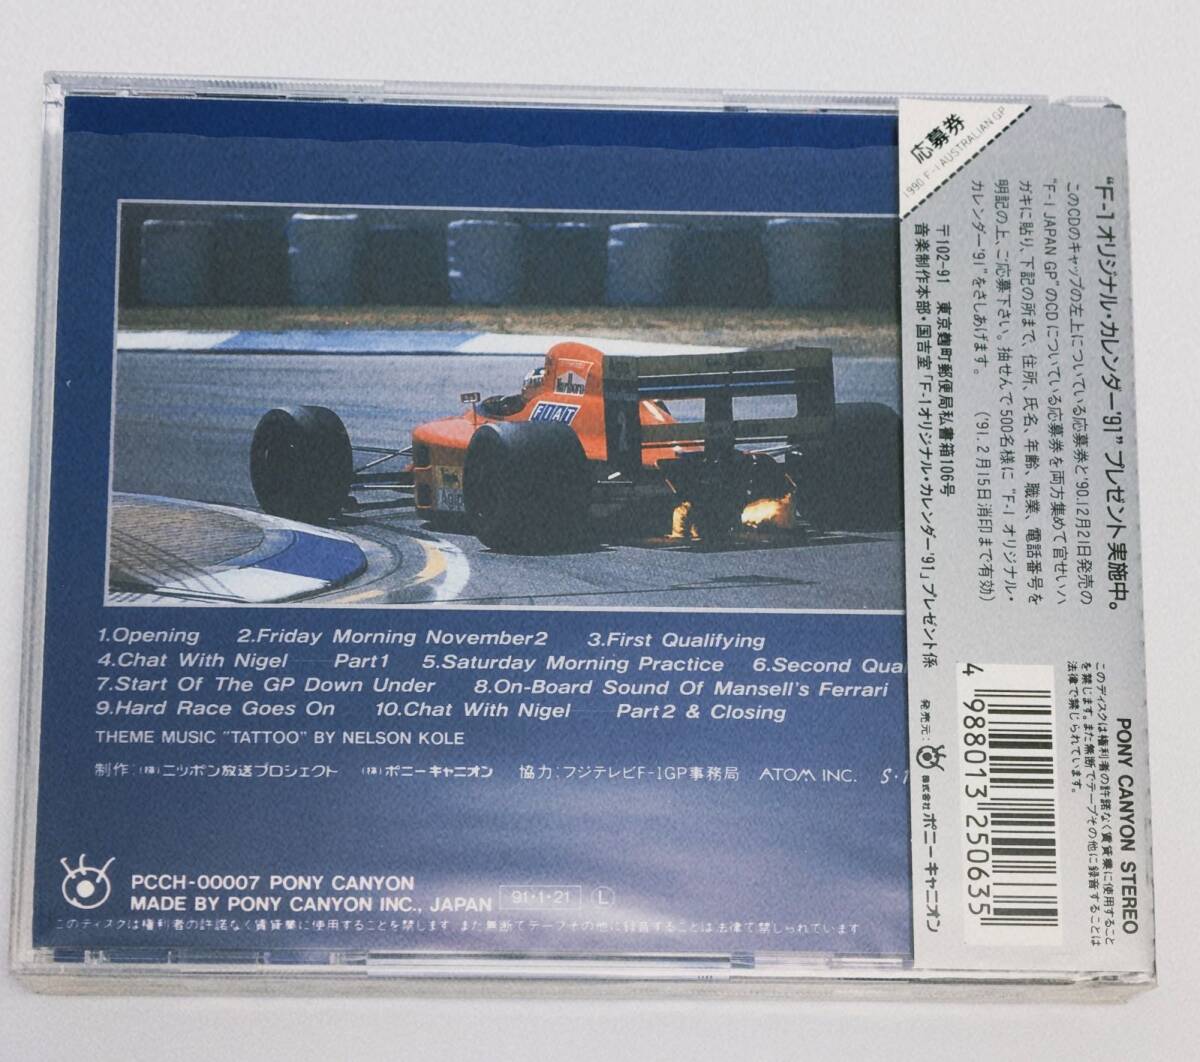 Marlboro
FIAT
1.Opening 2.Friday Morning November2 3.First Qualifying
4.Chat With Nigel Part1 5.Saturday Morning Practice 6.Second Qua
7.Start Of The GP Down Under 8.On-Board Sound Of Mansell's Ferrari
9.Hard Race Goes On 10.Chat With Nigel Part2 & Closing
THEME MUSIC "TATTOO" BY NELSON KOLE
制作:(株)ニッポン放送プロジェクト (株)ポニーキャニオン 協力:フジテレビF-1GP事務局 ATOM INC. S・
PCCH-00007 PONY CANYON
MADE BY PONY CANYON INC., JAPAN 91・1・21 L
このディスクは権利者の許諾なく賃貸業に使用することを禁じます。また無断でテープその他に録音することは法律で禁じられています
応募券
1990 F-1 AUSTRALIAN GP
"F-1オリジナル・カレンダー'91"プレゼント実施中。
このCDのキャップの左上についている応募券と'90.12月21日発売の
"F-1 JAPAN GP"のCDについている応募券を両方集めて官せいハ
ガキに貼り、下記の所まで、住所、氏名、年齢、職業、電話番号を
明記の上、ご応募下さい。抽せんで500名様に"F-1 オリジナル・
カレンダー'91"をさしあげます。 ('91.2月15日消印まで有効)
〒102-91 東京麹町郵便局私書箱106号
音楽制作本部・国吉室「F-1オリジナル・カレンダー'91」プレゼント係
PONY CANYON STEREO
このディスクは権利者の許諾なく賃貸業に使用すること
を禁じます。また無断でテープその他に録音することは
法律で禁じられています。
4 988013 250635
発売元: 株式会社ポニーキャニオン